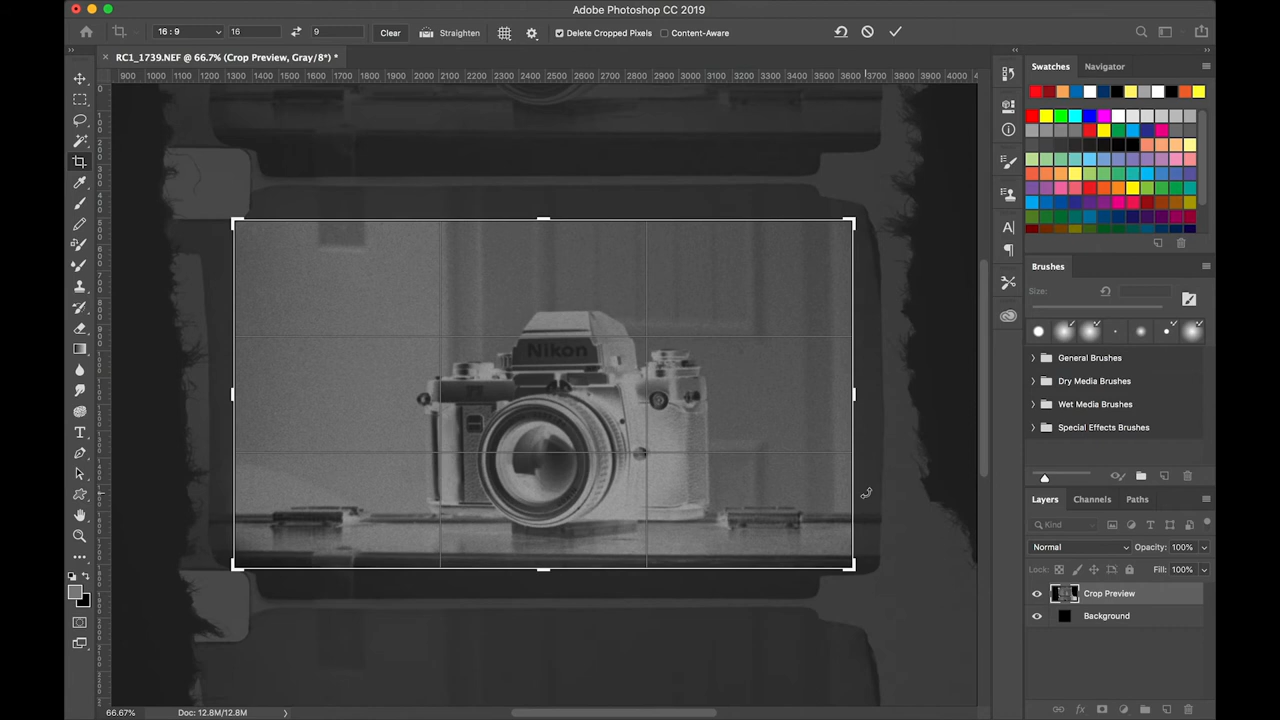 Adobe Photoshop CC 2019
16 : 9 16 9 Clear Straighten Delete Cropped Pixels Content-Aware
× RC1_1739.NEF @ 66.7% (Crop Preview, Gray/8*) *
900 1000 1100 1200 1300 1400 1500 1600 1700 1800 1900 2000 2100 2200 2300 2400 2500 2600 2700 2800 2900 3000 3100 3200 3300 3400 3500 3600 3700 3800 3900 4000
Swatches Navigator
Nikon
Brushes
Size:
General Brushes
Dry Media Brushes
Wet Media Brushes
Special Effects Brushes
Layers Channels Paths
Kind
Normal Opacity: 100%
Lock: Fill: 100%
Crop Preview
Background
66.67% Doc: 12.8M/12.8M